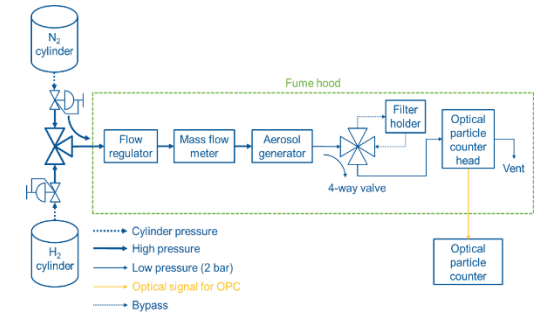 N2
cylinder
Fume hood
Flow
regulator
Mass flow
meter
Aerosol
generator
Filter
holder
Optical
particle
counter
head
4-way valve
Vent
H2
cylinder
Optical
particle
counter
Cylinder pressure
High pressure
Low pressure (2 bar)
Optical signal for OPC
Bypass